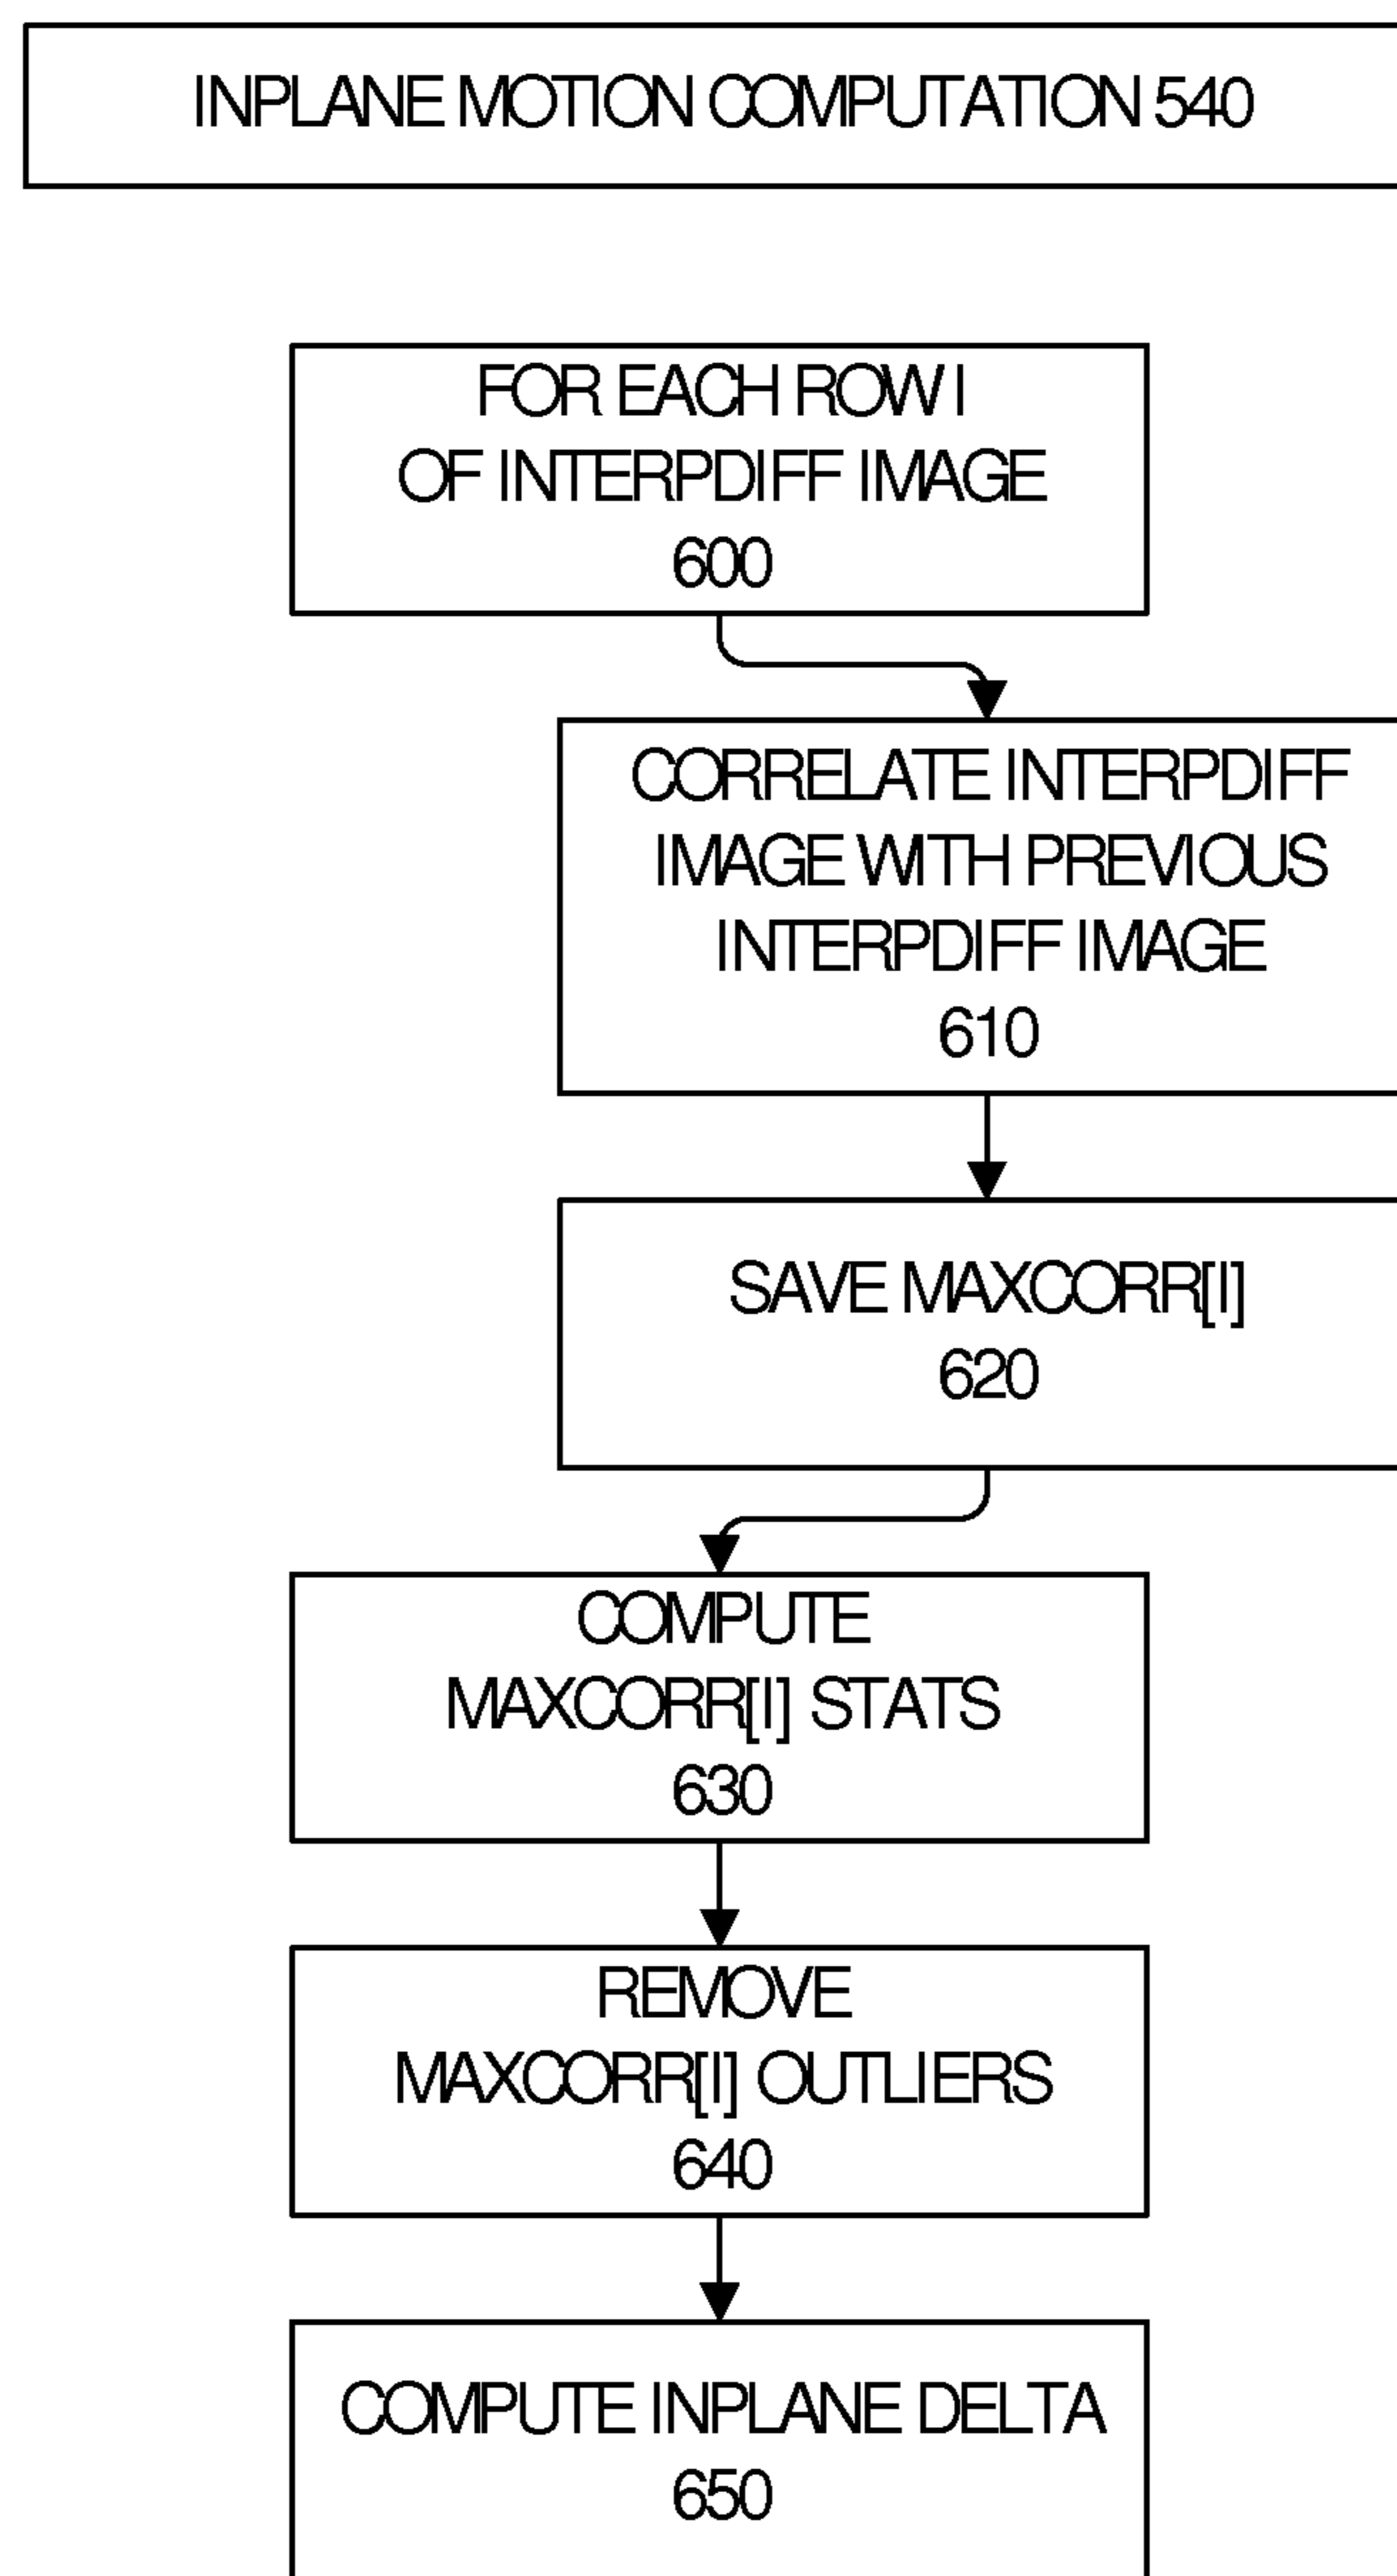 INPLANE MOTION COMPUTATION 540
FOR EACH ROW I
OF INTERPDIFF IMAGE
600
CORRELATE INTERPDIFF
IMAGE WITH PREVIOUS
INTERPDIFF IMAGE
610
SAVE MAXCORR[I]
620
COMPUTE
MAXCORR[I] STATS
630
REMOVE
MAXCORR[I] OUTLIERS
640
COMPUTE INPLANE DELTA
650